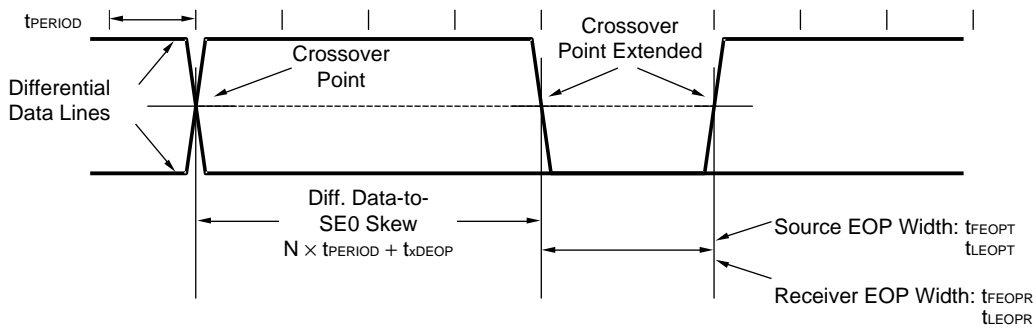 tPERIOD
Crossover
Point
Crossover
Point Extended
Differential
Data Lines
Diff. Data-to-
SE0 Skew
N × tPERIOD + txDEOP
Source EOP Width: tFEOPT
tLEOPT
Receiver EOP Width: tFEOPR
tLEOPR